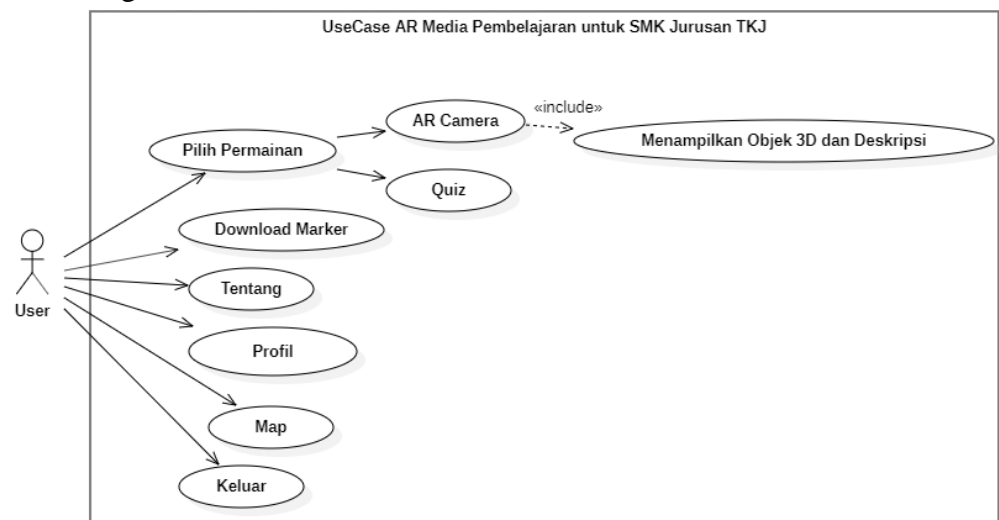 UseCase AR Media Pembelajaran untuk SMK Jurusan TKJ
AR Camera
«include»
Menampilkan Objek 3D dan Deskripsi
Pilih Permainan
Quiz
Download Marker
Tentang
User
Profil
Map
Keluar